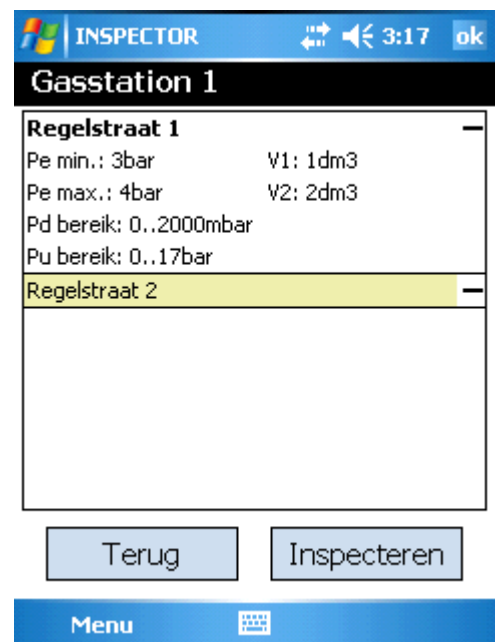 INSPECTOR 3:17 ok
Gasstation 1
Regelstraat 1
Pe min.: 3bar V1: 1dm3
Pe max.: 4bar V2: 2dm3
Pd bereik: 0..2000mbar
Pu bereik: 0..17bar
Regelstraat 2
Terug Inspecteren
Menu